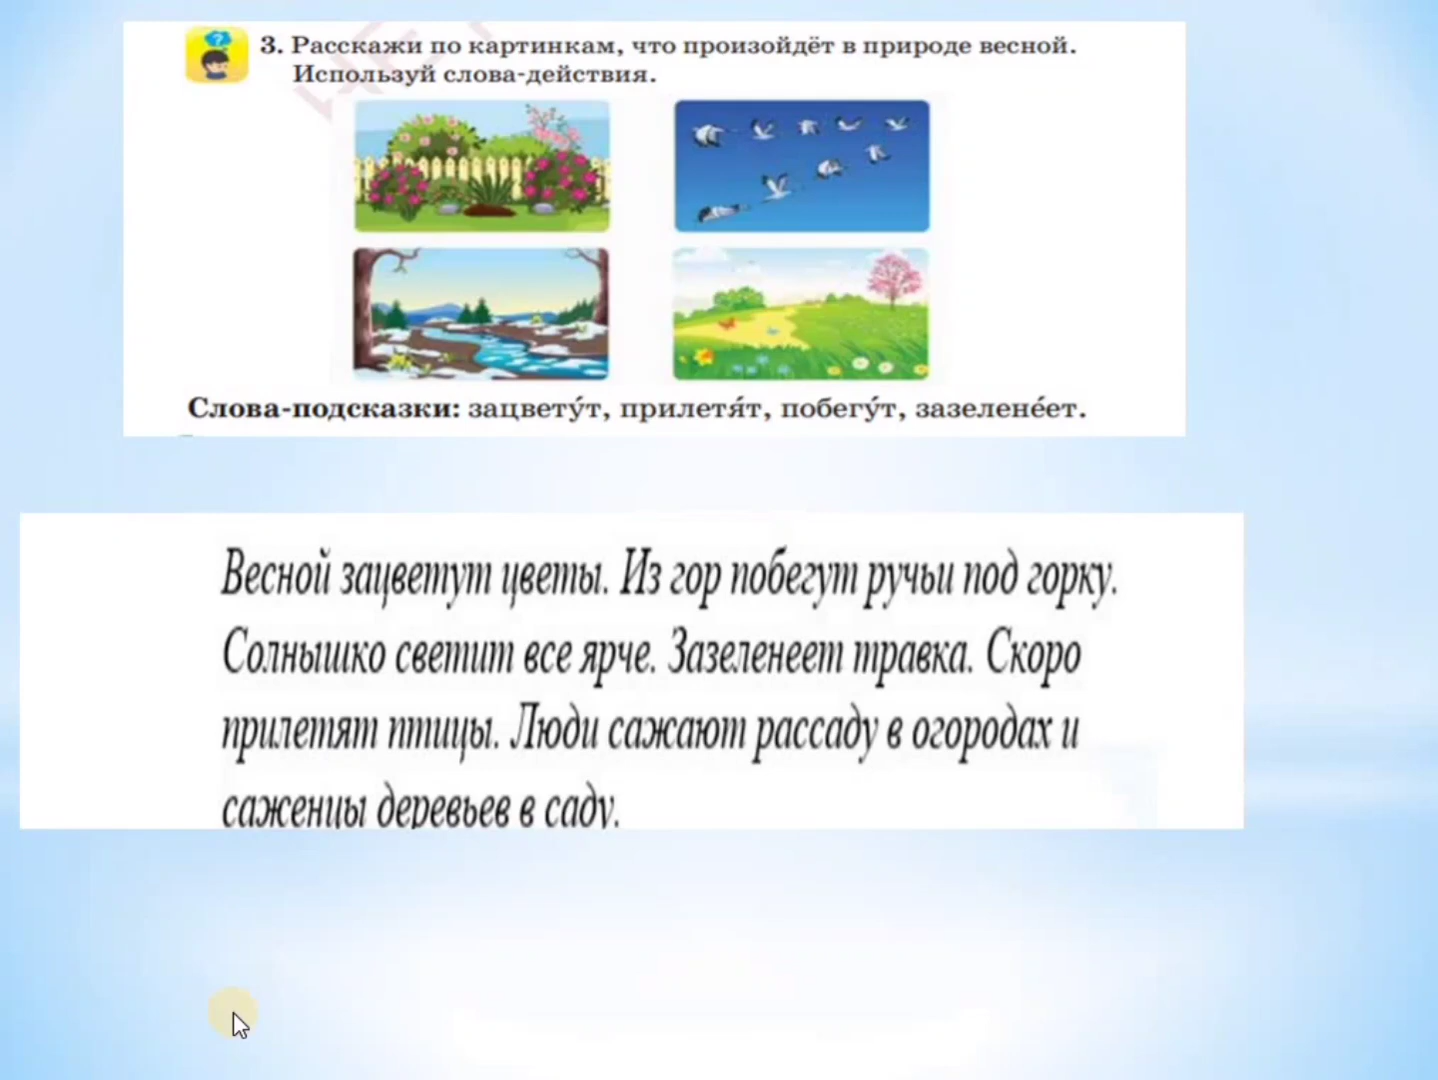 3. Расскажи по картинкам, что произойдёт в природе весной.
Используй слова-действия.
Слова-подсказки: зацвету́т, прилетя́т, побегу́т, зазелене́ет.
Весной зацветут цветы. Из гор побегут ручьи под горку.
Солнышко светит все ярче. Зазеленеет травка. Скоро
прилетят птицы. Люди сажают рассаду в огородах и
саженцы деревьев в саду.